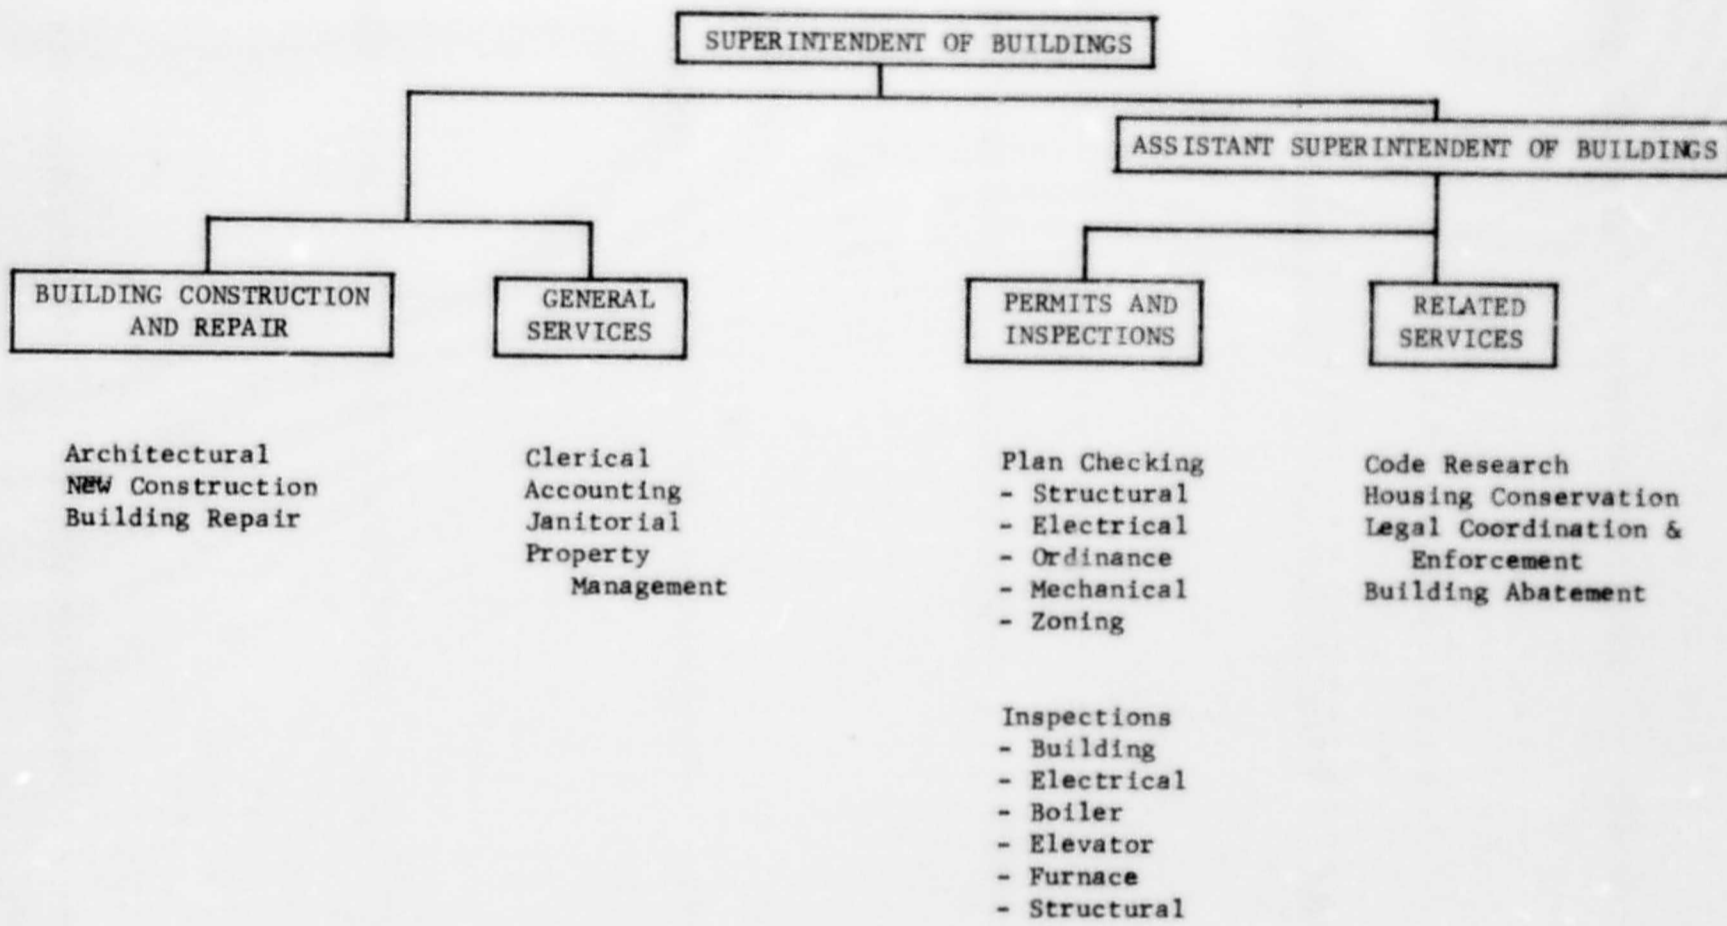 SUPERINTENDENT OF BUILDINGS
ASSISTANT SUPERINTENDENT OF BUILDINGS
BUILDING CONSTRUCTION
AND REPAIR
GENERAL
SERVICES
PERMITS AND
INSPECTIONS
RELATED
SERVICES
Architectural
New Construction
Building Repair
Clerical
Accounting
Janitorial
Property
Management
Plan Checking
- Structural
- Electrical
- Ordinance
- Mechanical
- Zoning
Inspections
- Building
- Electrical
- Boiler
- Elevator
- Furnace
- Structural
Code Research
Housing Conservation
Legal Coordination &
Enforcement
Building Abatement